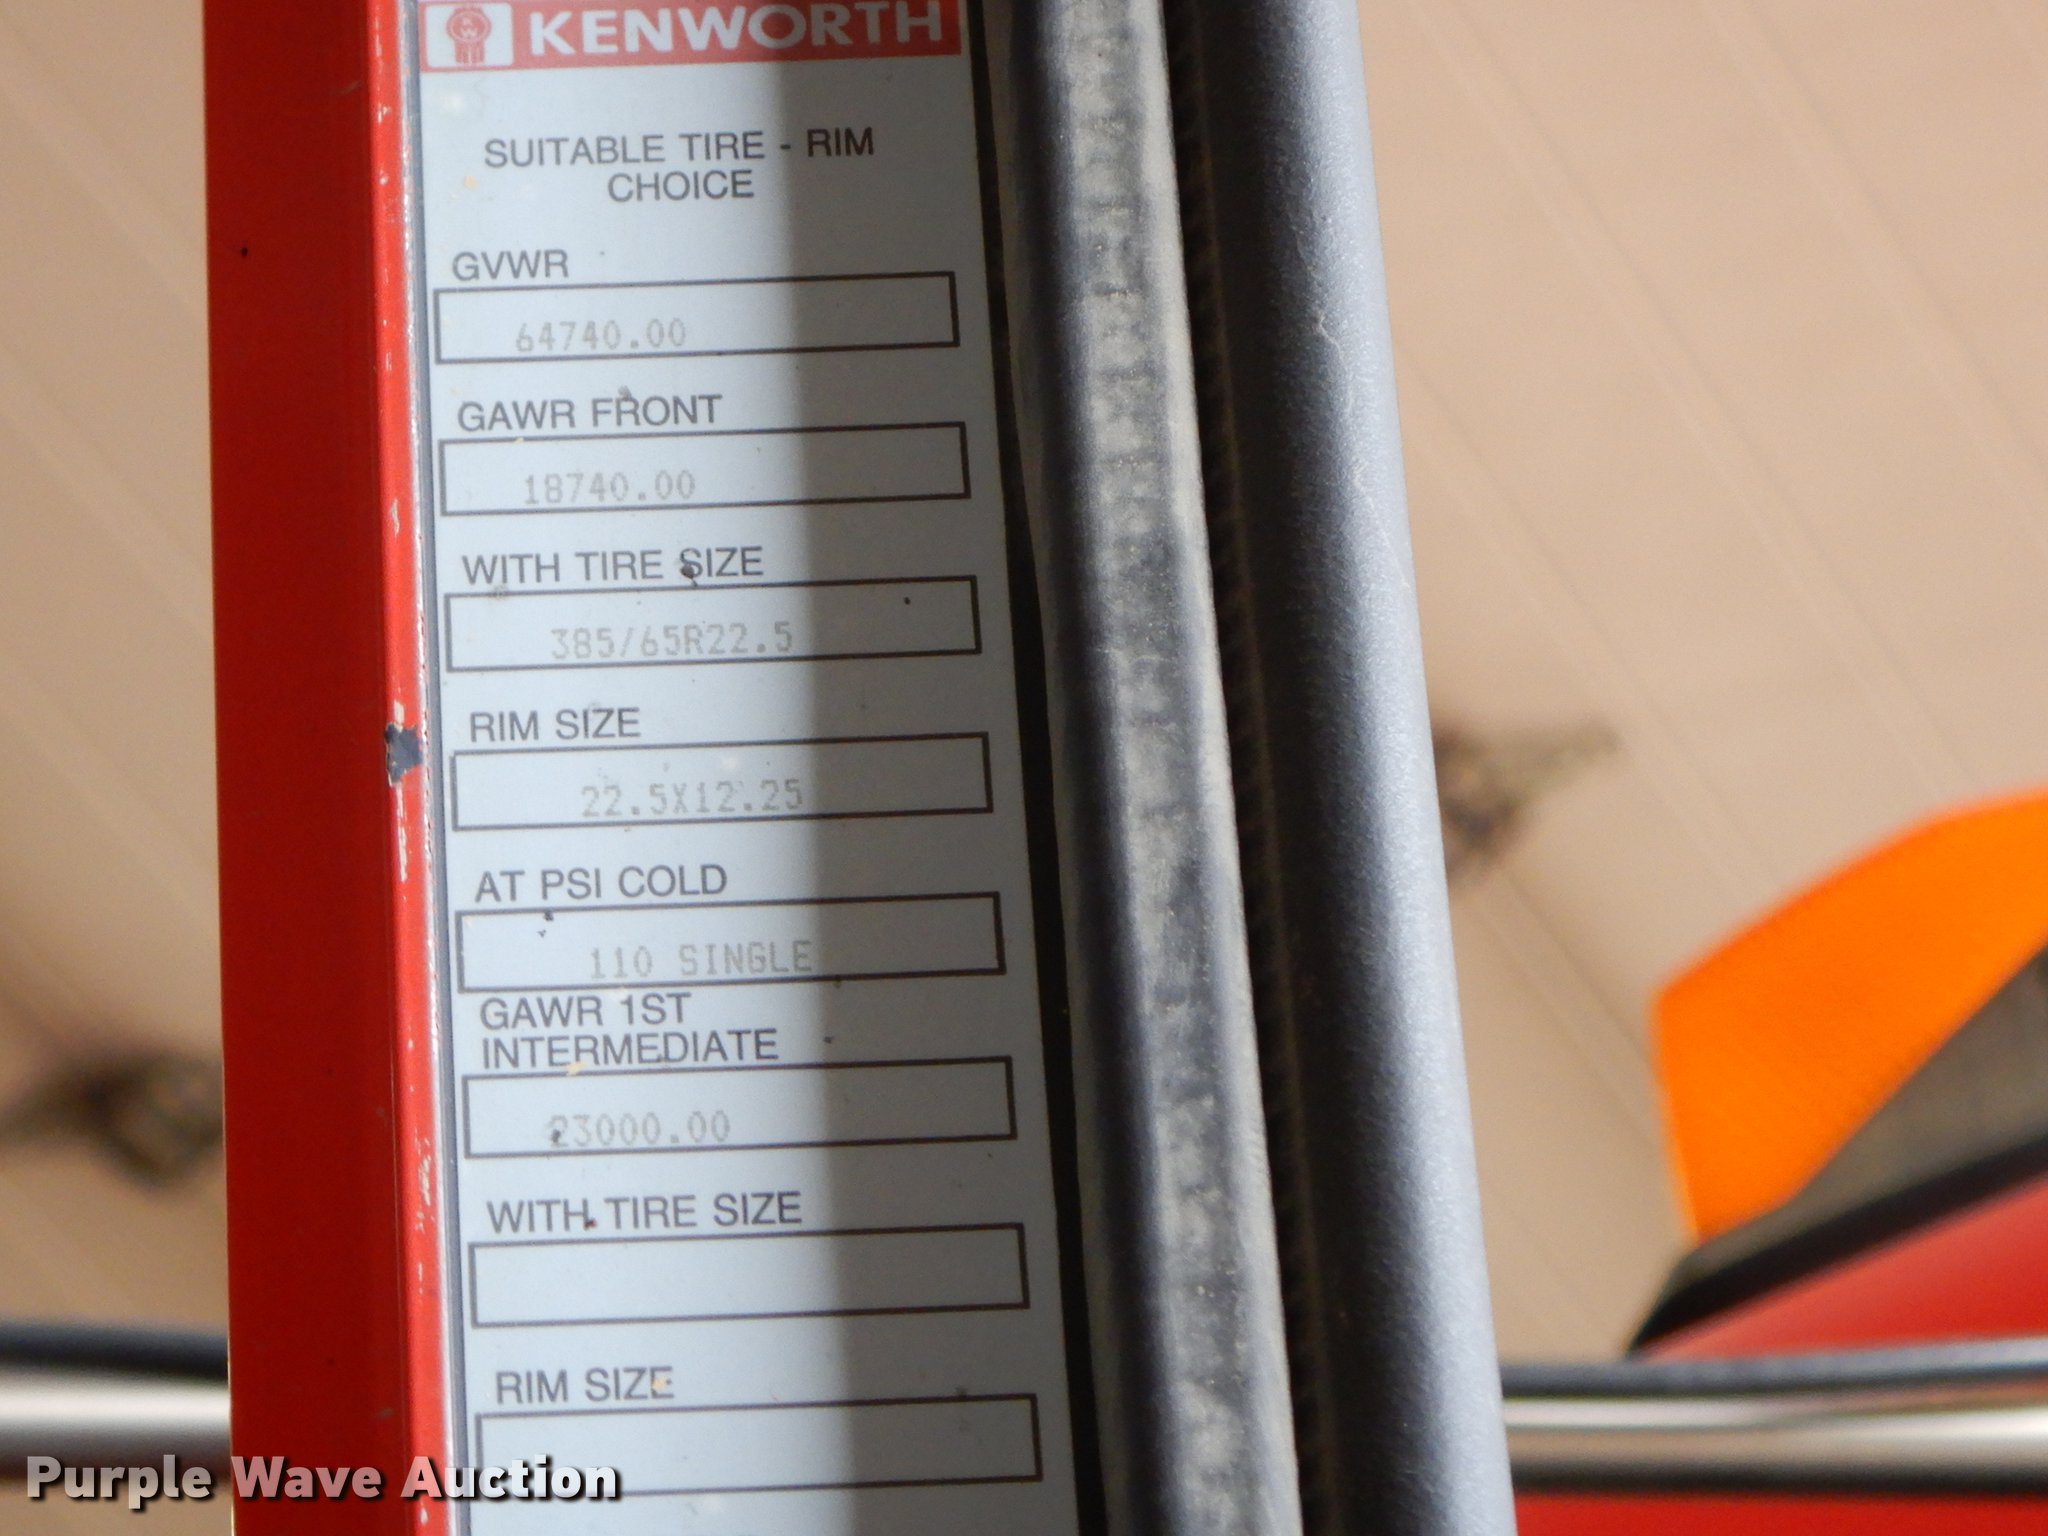 KENWORTH
SUITABLE TIRE - RIM
CHOICE
GVWR
64740.00
GAWR FRONT
18740.00
WITH TIRE SIZE
385/65R22.5
RIM SIZE
22.5X12.25
AT PSI COLD
110 SINGLE
GAWR 1ST
INTERMEDIATE
23000.00
WITH TIRE SIZE
RIM SIZE
Purple Wave Auction